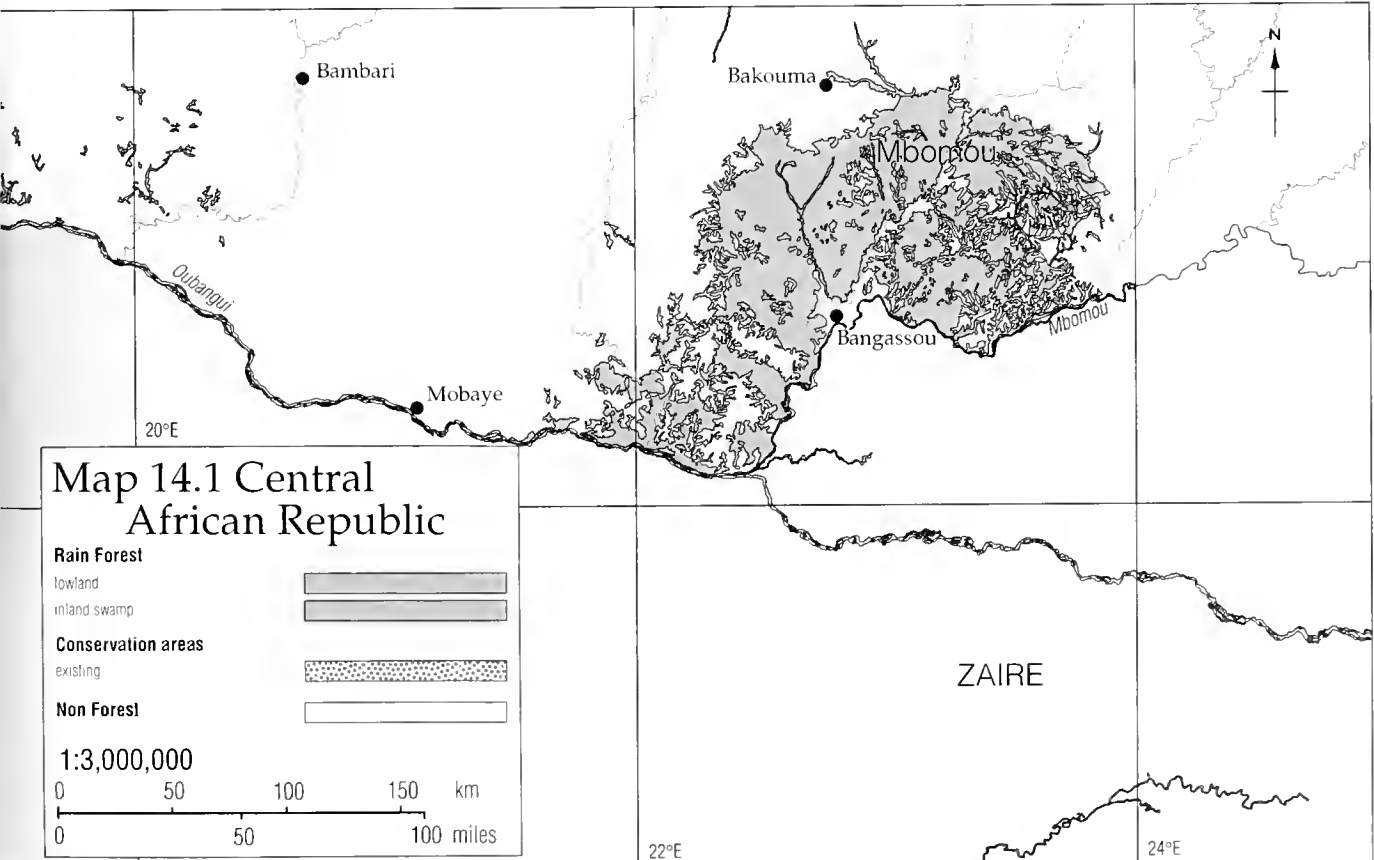 Bambari
Bakouma
N
Mbomou
Oubangui
Bangassou
Mbomou
Mobaye
20°E
Map 14.1 Central
African Republic
Rain Forest
lowland
inland swamp
Conservation areas
existing
Non Forest
1:3,000,000
0 50 100 150 km
0 50 100 miles
ZAIRE
22°E
24°E